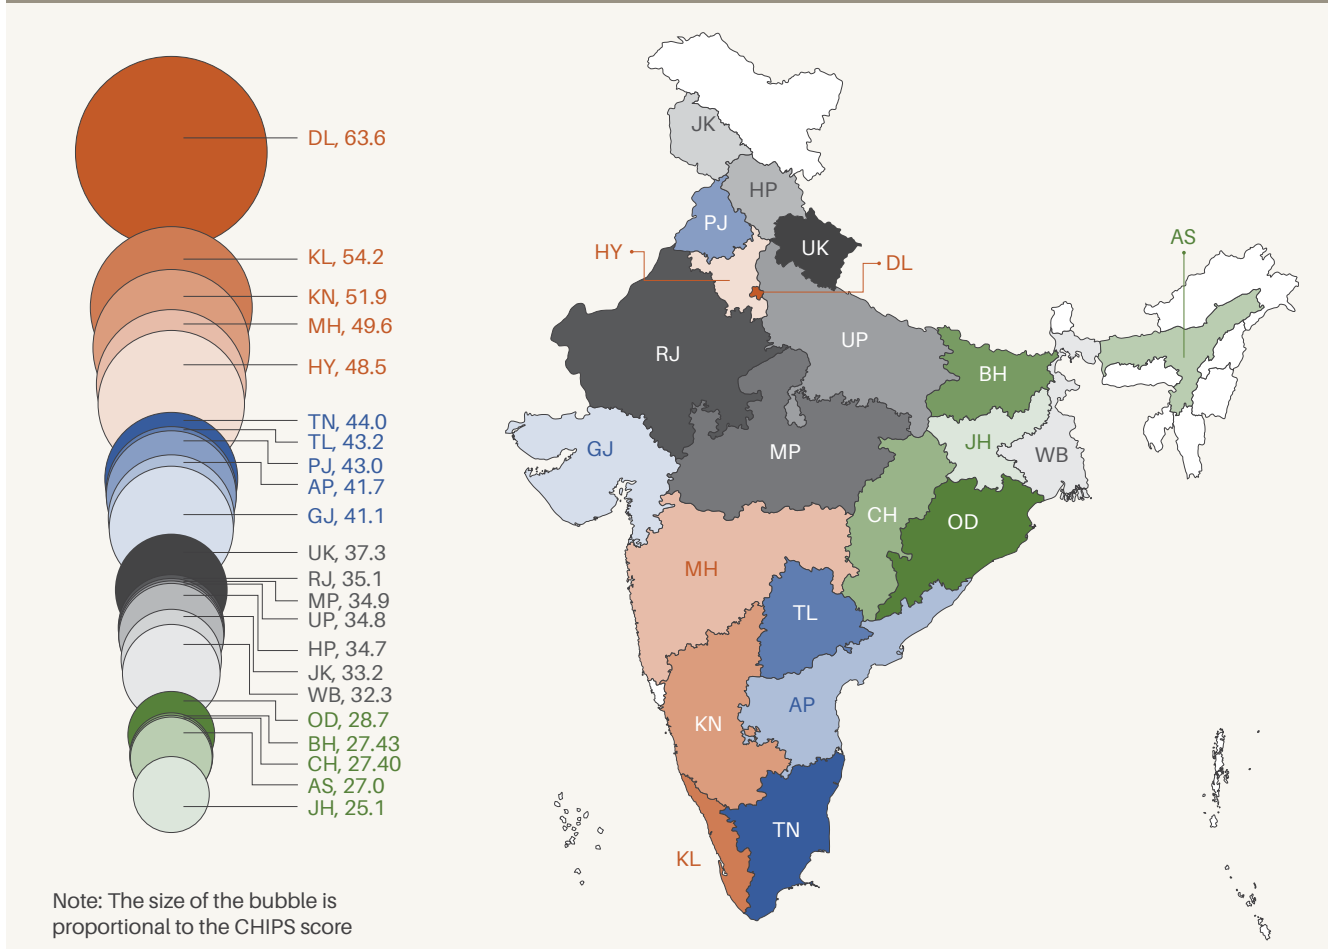 DL, 63.6
KL, 54.2
KN, 51.9
MH, 49.6
HY, 48.5
TN, 44.0
TL, 43.2
PJ, 43.0
AP, 41.7
GJ, 41.1
UK, 37.3
RJ, 35.1
MP, 34.9
UP, 34.8
HP, 34.7
JK, 33.2
WB, 32.3
OD, 28.7
BH, 27.43
CH, 27.40
AS, 27.0
JH, 25.1
Note: The size of the bubble is
proportional to the CHIPS score
JK
HP
PJ
UK
HY
DL
AS
RJ
UP
BH
GJ
MP
JH
WB
CH
OD
MH
TL
AP
KN
TN
KL